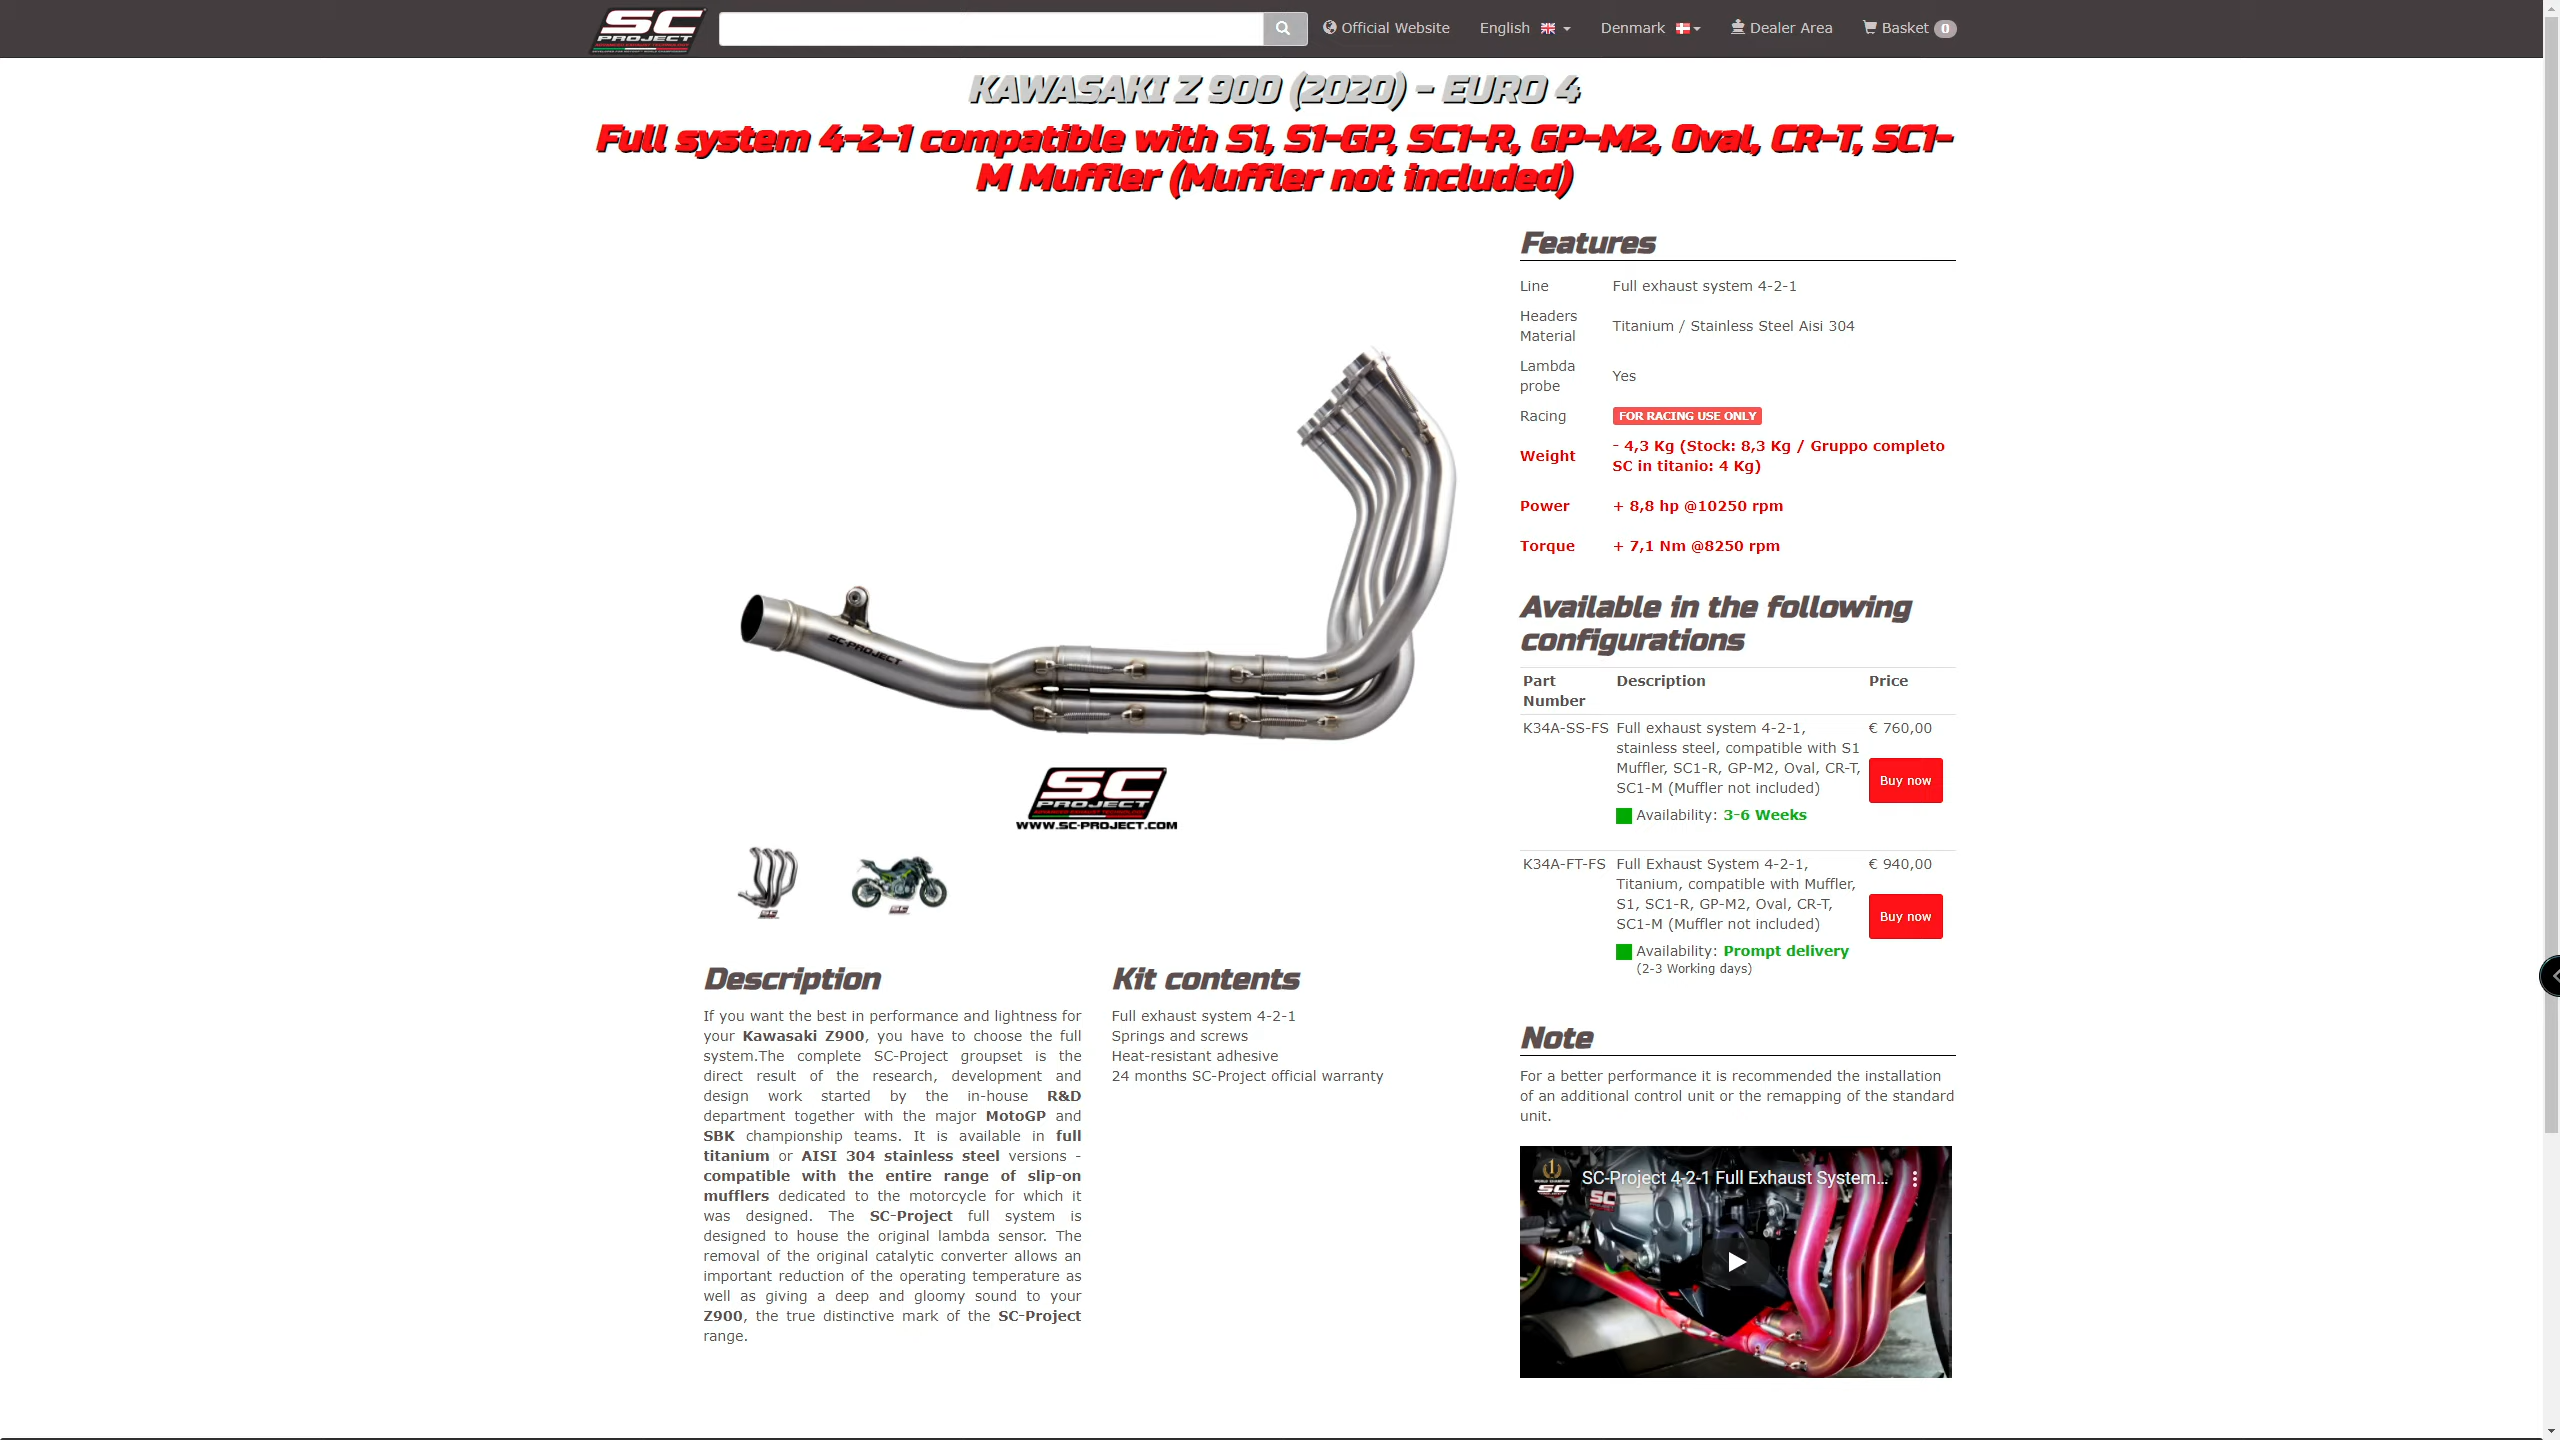 SC
PROJECT
Official Website
English
Denmark
Dealer Area
Basket 0
KAWASAKI Z 900 (2020) - EURO 4
Full system 4-2-1 compatible with S1, S1-GP, SC1-R, GP-M2, Oval, CR-T, SC1-
M Muffler (Muffler not included)
SC-PROJECT
SC
PROJECT
WWW.SC-PROJECT.COM
Features
Line Full exhaust system 4-2-1
Headers
Material
Titanium / Stainless Steel Aisi 304
Lambda
probe
Yes
Racing FOR RACING USE ONLY
Weight
- 4,3 Kg (Stock: 8,3 Kg / Gruppo completo
SC in titanio: 4 Kg)
Power + 8,8 hp @10250 rpm
Torque + 7,1 Nm @8250 rpm
Available in the following
configurations
Part
Number
Description
Price
K34A-SS-FS
Full exhaust system 4-2-1,
stainless steel, compatible with S1
Muffler, SC1-R, GP-M2, Oval, CR-T,
SC1-M (Muffler not included)
Availability: 3-6 Weeks
€ 760,00
Buy now
K34A-FT-FS
Full Exhaust System 4-2-1,
Titanium, compatible with Muffler,
S1, SC1-R, GP-M2, Oval, CR-T,
SC1-M (Muffler not included)
Availability: Prompt delivery
(2-3 Working days)
€ 940,00
Buy now
Description
If you want the best in performance and lightness for
your Kawasaki Z900, you have to choose the full
system.The complete SC-Project groupset is the
direct result of the research, development and
design work started by the in-house R&D
department together with the major MotoGP and
SBK championship teams. It is available in full
titanium or AISI 304 stainless steel versions -
compatible with the entire range of slip-on
mufflers dedicated to the motorcycle for which it
was designed. The SC-Project full system is
designed to house the original lambda sensor. The
removal of the original catalytic converter allows an
important reduction of the operating temperature as
well as giving a deep and gloomy sound to your
Z900, the true distinctive mark of the SC-Project
range.
Kit contents
Full exhaust system 4-2-1
Springs and screws
Heat-resistant adhesive
24 months SC-Project official warranty
Note
For a better performance it is recommended the installation
of an additional control unit or the remapping of the standard
unit.
SC-Project 4-2-1 Full Exhaust System...
SC